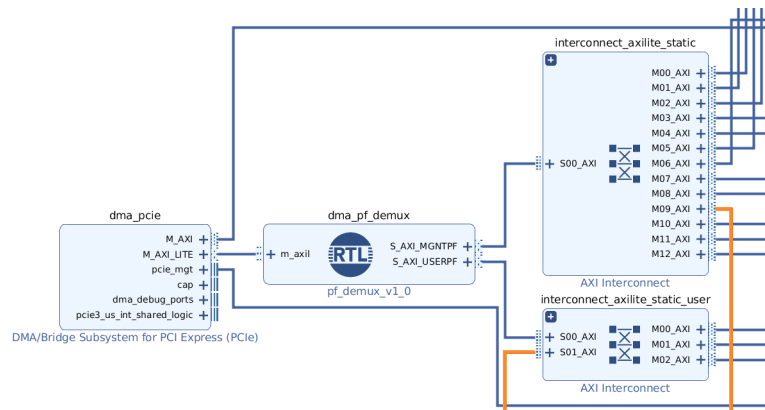 interconnect_axilite_static
M00_AXI
M01_AXI
M02_AXI
M03_AXI
M04_AXI
M05_AXI
S00_AXI
M06_AXI
M07_AXI
M08_AXI
M09_AXI
M10_AXI
M11_AXI
M12_AXI
AXI Interconnect
dma_pcie
M_AXI
M_AXI_LITE
pcie_mgt
cap
dma_debug_ports
pcie3_us_int_shared_logic
DMA/Bridge Subsystem for PCI Express (PCIe)
dma_pf_demux
m_axil
RTL
S_AXI_MGNTPF
S_AXI_USERPF
pf_demux_v1_0
interconnect_axilite_static_user
S00_AXI
S01_AXI
M00_AXI
M01_AXI
M02_AXI
AXI Interconnect